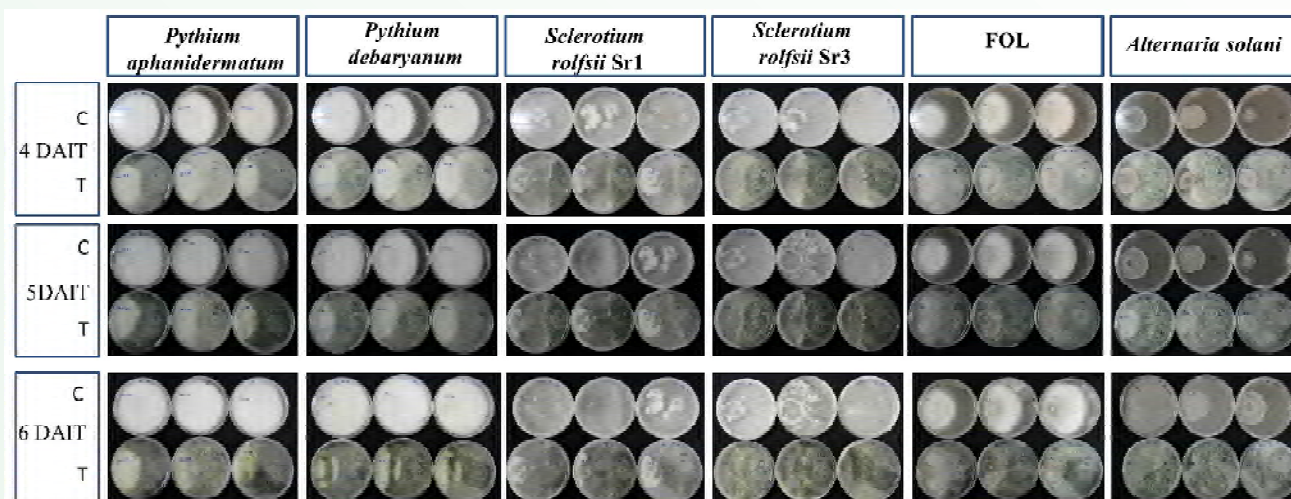 Pythium
aphanidermatum
Pythium
debaryanum
Sclerotium
rolfsii Sr1
Sclerotium
rolfsii Sr3
FOL
Alternaria solani
C
4 DAIT
T
C
5DAIT
T
C
6 DAIT
T